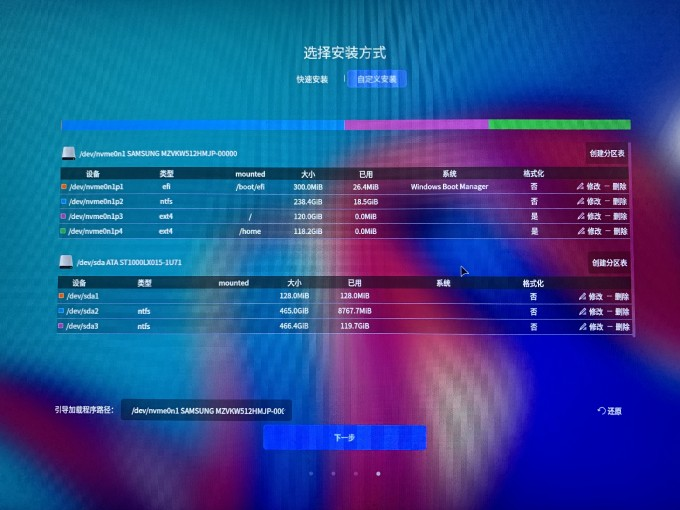 选择安装方式
快速安装 | 自定义安装
/dev/nvme0n1 SAMSUNG MZVKW512HMJP-00000 创建分区表
设备 类型 mounted 大小 已用 系统 格式化
/dev/nvme0n1p1 efi /boot/efi 300.0MiB 26.4MiB Windows Boot Manager 否 修改 删除
/dev/nvme0n1p2 ntfs 238.4GiB 18.5GiB 否 修改 删除
/dev/nvme0n1p3 ext4 / 120.0GiB 0.0MiB 是 修改 删除
/dev/nvme0n1p4 ext4 /home 118.2GiB 0.0MiB 是 修改 删除
/dev/sda ATA ST1000LX015-1U71 创建分区表
设备 类型 mounted 大小 已用 系统 格式化
/dev/sda1 128.0MiB 128.0MiB 否 修改 删除
/dev/sda2 ntfs 465.0GiB 8767.7MiB 否 修改 删除
/dev/sda3 ntfs 466.4GiB 119.7GiB 否 修改 删除
引导加载程序路径: /dev/nvme0n1 SAMSUNG MZVKW512HMJP-000 还原
下一步